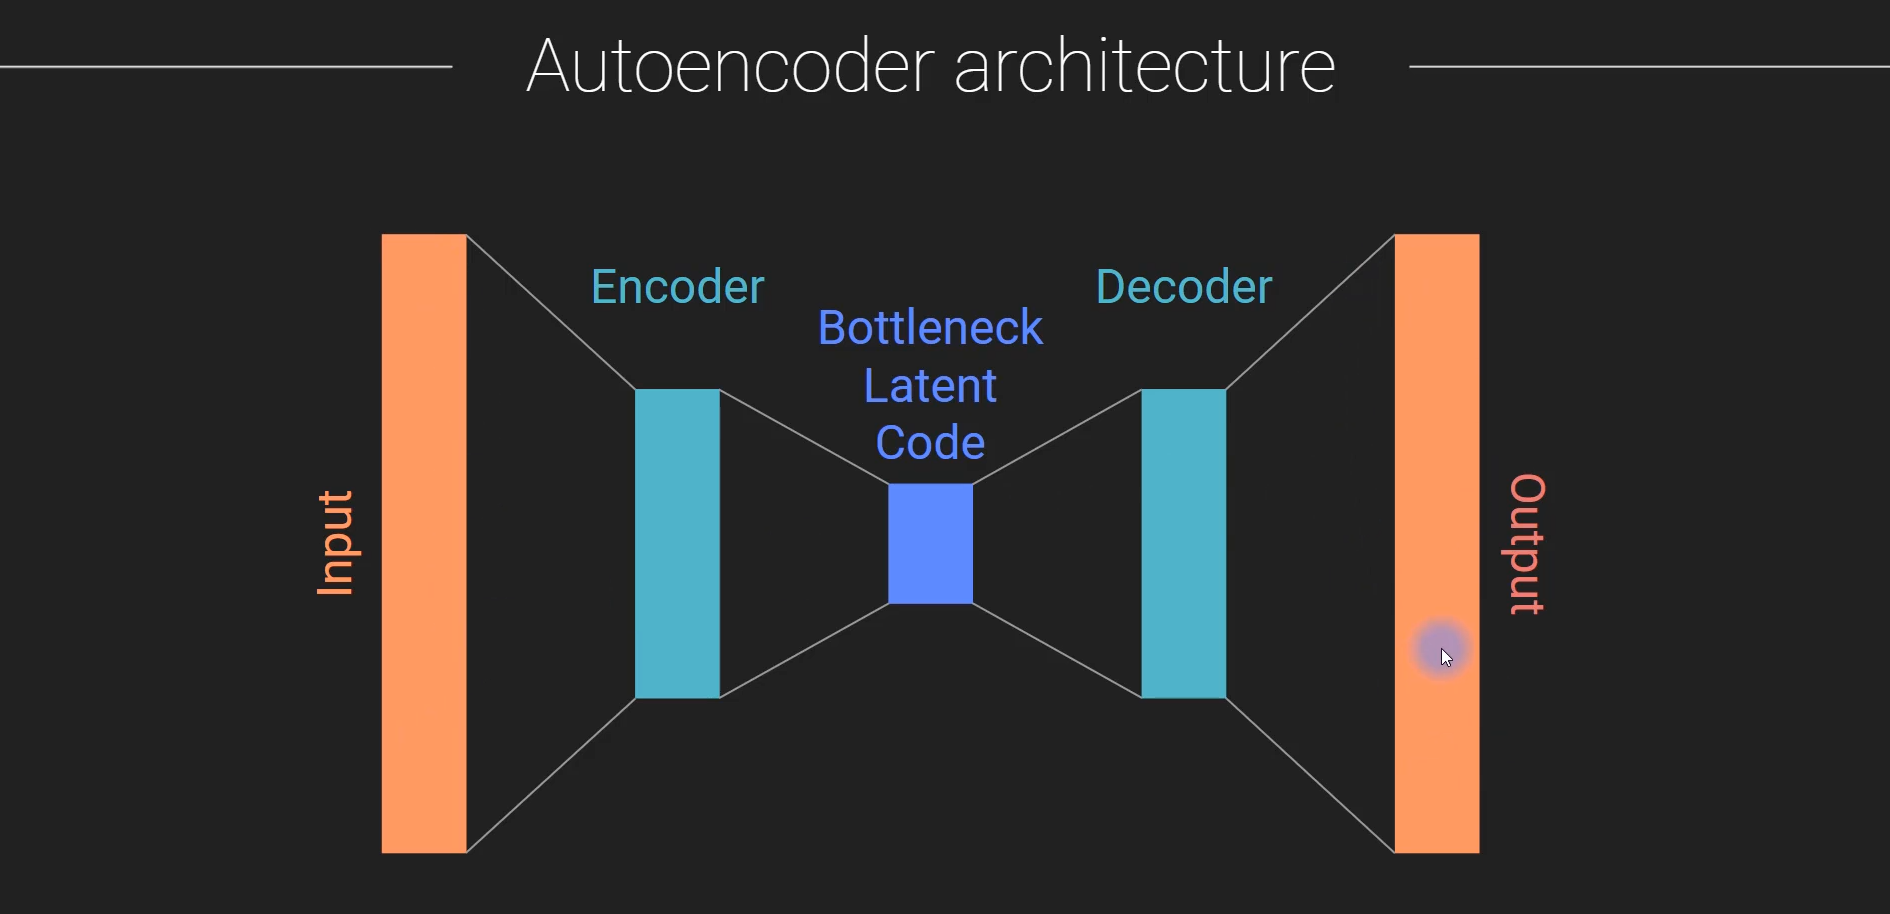 Autoencoder architecture
Encoder
Decoder
Bottleneck
Latent
Code
Input
Output